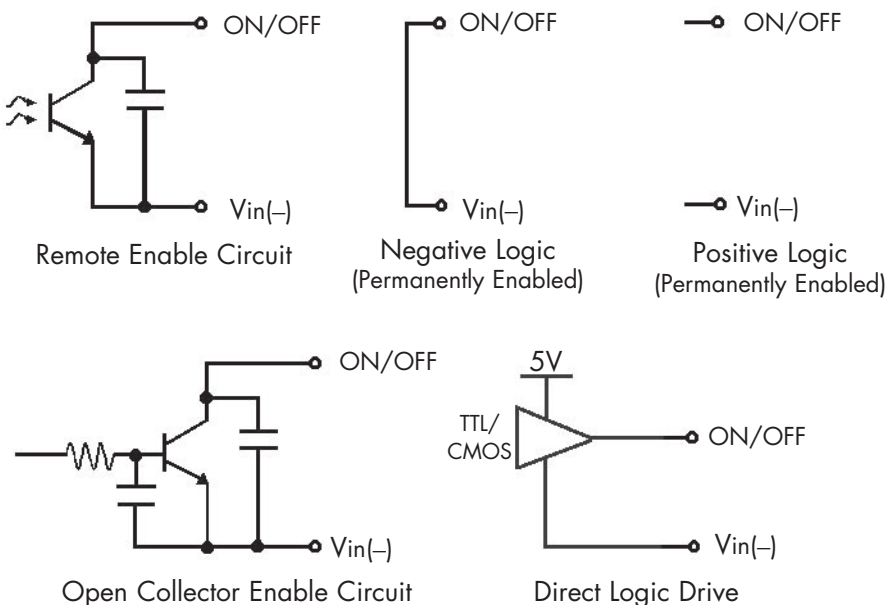 ON/OFF
Vin(–)
Remote Enable Circuit
ON/OFF
Vin(–)
Negative Logic
(Permanently Enabled)
ON/OFF
Vin(–)
Positive Logic
(Permanently Enabled)
ON/OFF
Vin(–)
Open Collector Enable Circuit
5V
TTL/
CMOS
ON/OFF
Vin(–)
Direct Logic Drive